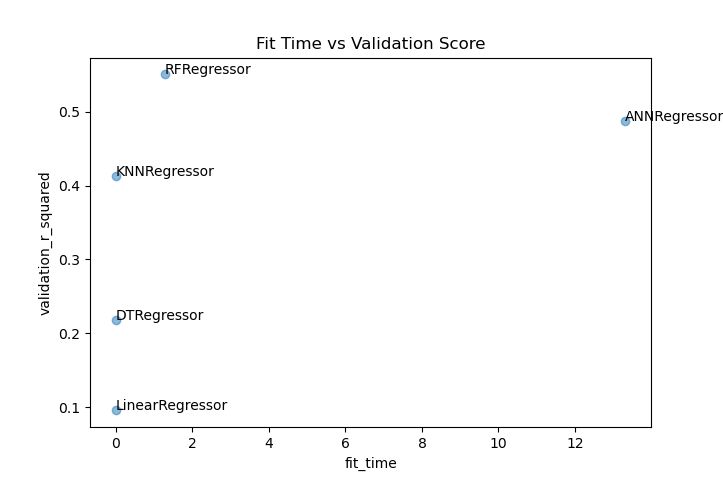 Fit Time vs Validation Score
RFRegressor
ANNRegressor
KNNRegressor
DTRegressor
LinearRegressor
validation_r_squared
0.5
0.4
0.3
0.2
0.1
0
2
4
6
8
10
12
fit_time